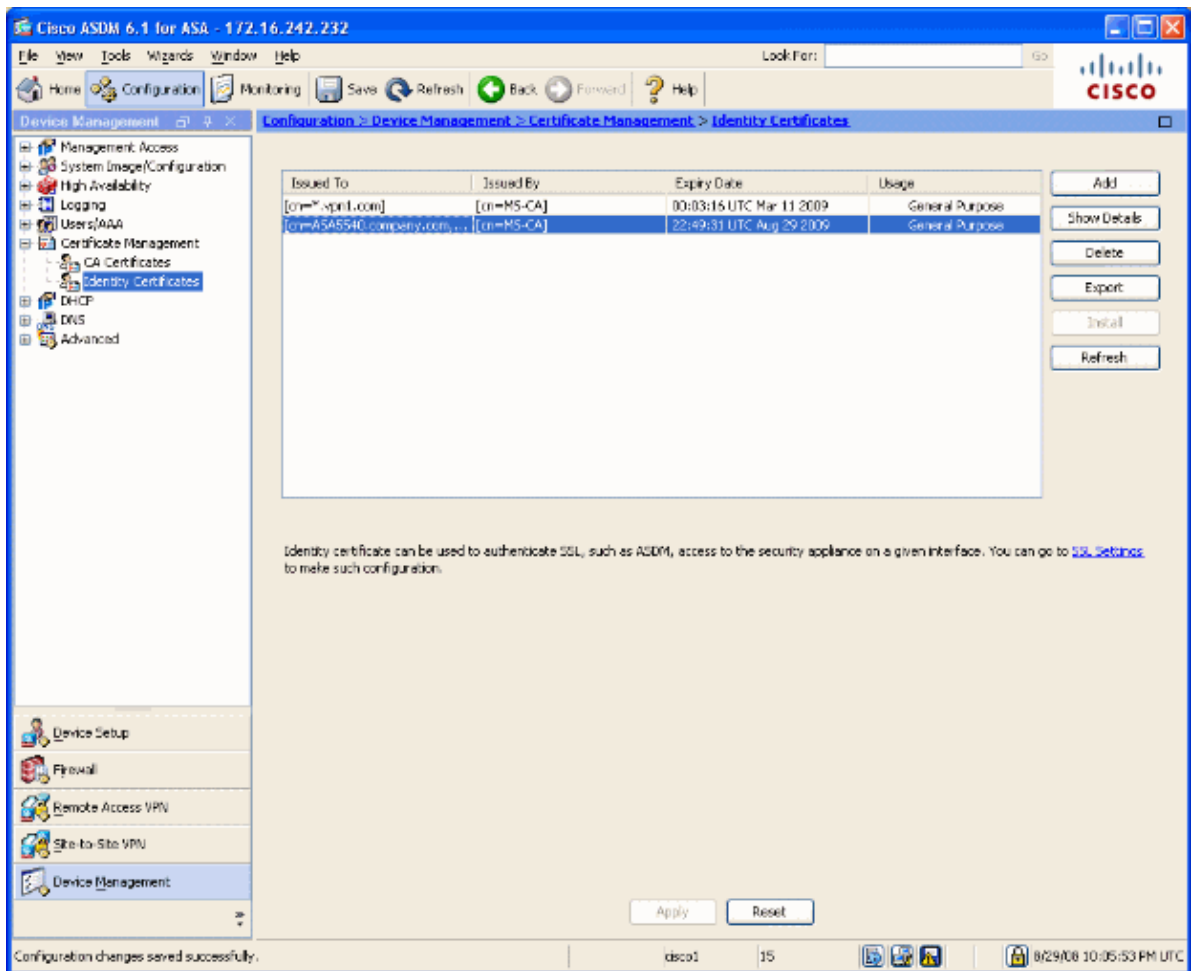 Cisco ASDM 6.1 for ASA - 172.16.242.232
File View Tools Wizards Window Help Look For: Go
Home Configuration Monitoring Save Refresh Back Forward Help
CISCO
Device Management
Configuration > Device Management > Certificate Management > Identity Certificates
Management Access
System Image/Configuration
High Availability
Logging
Users/AAA
Certificate Management
CA Certificates
Identity Certificates
DHCP
DNS
Advanced
Issued To Issued By Expiry Date Usage
[cn=*.vpn1.com] [cn=MS-CA] 00:03:16 UTC Mar 11 2009 General Purpose
[cn=ASA5540.company.com,... [cn=MS-CA] 22:49:31 UTC Aug 29 2009 General Purpose
Add
Show Details
Delete
Export
Install
Refresh
Identity certificate can be used to authenticate SSL, such as ASDM, access to the security appliance on a given interface. You can go to SSL Settings
to make such configuration.
Device Setup
Firewall
Remote Access VPN
Site-to-Site VPN
Device Management
Apply Reset
Configuration changes saved successfully. cisco1 15 8/29/08 10:05:53 PM UTC